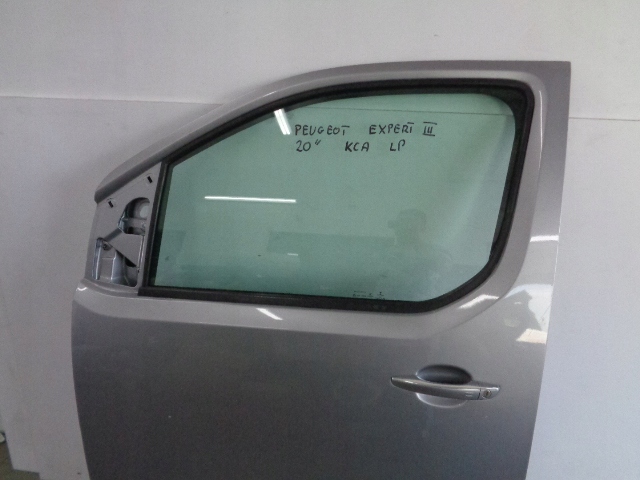 PEUGEOT EXPERT III
20" KCA LP